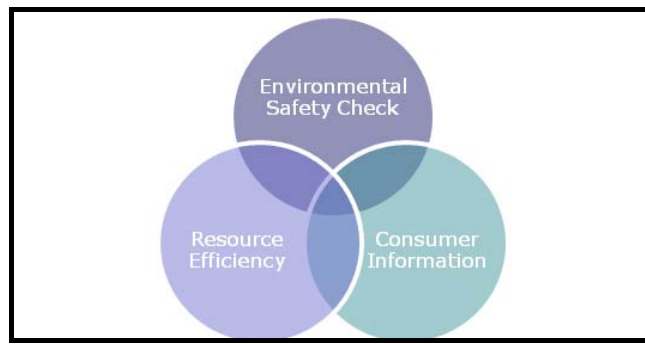 Environmental
Safety Check
Resource
Efficiency
Consumer
Information